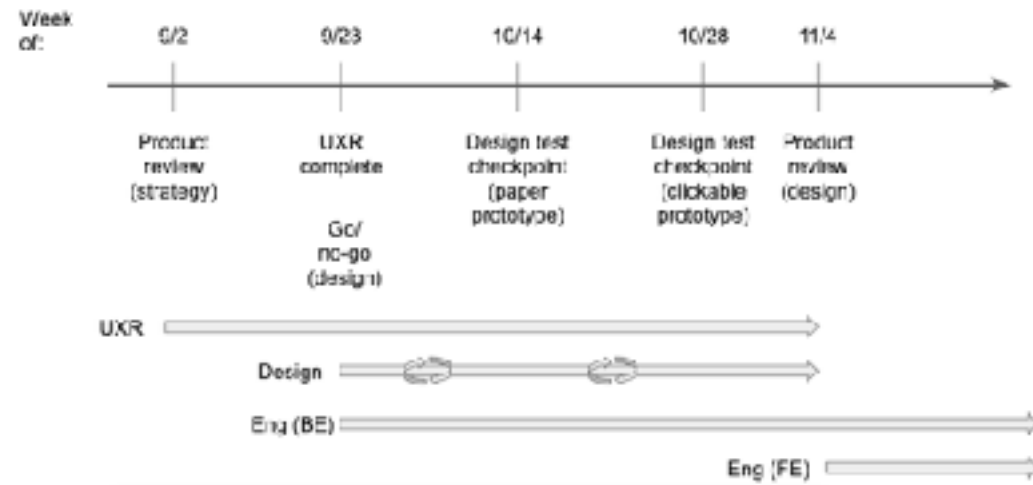 Week
of:
9/2
9/23
10/14
10/28
11/4
Product
review
(strategy)
UXR
complete
Go/
no-go
(design)
Design test
checkpoint
(paper
prototype)
Design test
checkpoint
(clickable
prototype)
Product
review
(design)
UXR
Design
Eng (BE)
Eng (FE)